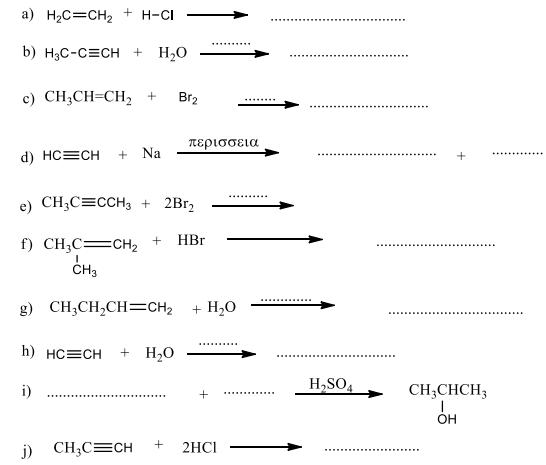 a) H₂C=CH₂ + H-Cl ..............................
b) H₃C-C≡CH + H₂O .......... ..............................
c) CH₃CH=CH₂ + Br₂ ........ ..............................
d) HC≡CH + Na περισσεια .............................. + ............
e) CH₃C≡CCH₃ + 2Br₂ ..........
f) CH₃C=CH₂ + HBr ..............................
CH₃
g) CH₃CH₂CH=CH₂ + H₂O ............ ..............................
h) HC≡CH + H₂O .......... ..............................
i) .............................. + ............ H₂SO₄ CH₃CHCH₃
OH
j) CH₃C≡CH + 2HCl ........................